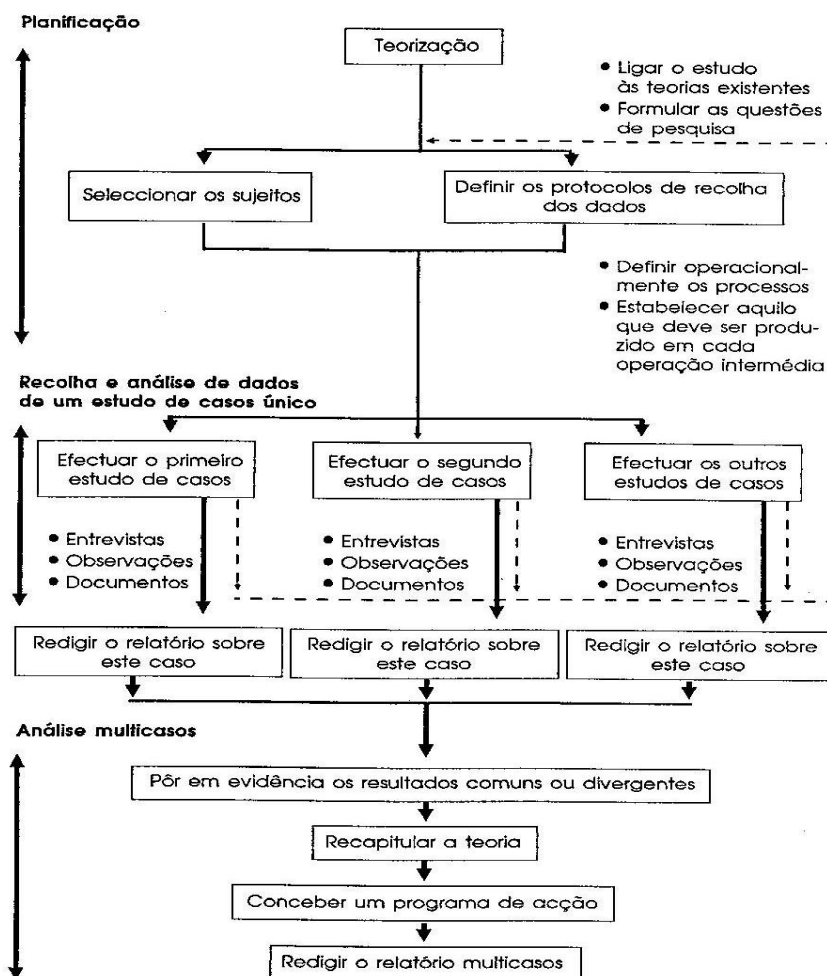 Planificação
Teorização
● Ligar o estudo
às teorias existentes
● Formular as questões
de pesquisa
Seleccionar os sujeitos
Definir os protocolos de recolha
dos dados
● Definir operacional-
mente os processos
● Estabelecer aquilo
que deve ser produ-
zido em cada
operação intermédia
Recolha e análise de dados
de um estudo de casos único
Efectuar o primeiro
estudo de casos
Efectuar o segundo
estudo de casos
Efectuar os outros
estudos de casos
● Entrevistas
● Observações
● Documentos
● Entrevistas
● Observações
● Documentos
● Entrevistas
● Observações
● Documentos
Redigir o relatório sobre
este caso
Redigir o relatório sobre
este caso
Redigir o relatório sobre
este caso
Análise multicasos
Pôr em evidência os resultados comuns ou divergentes
Recapitular a teoria
Conceber um programa de acção
Redigir o relatório multicasos